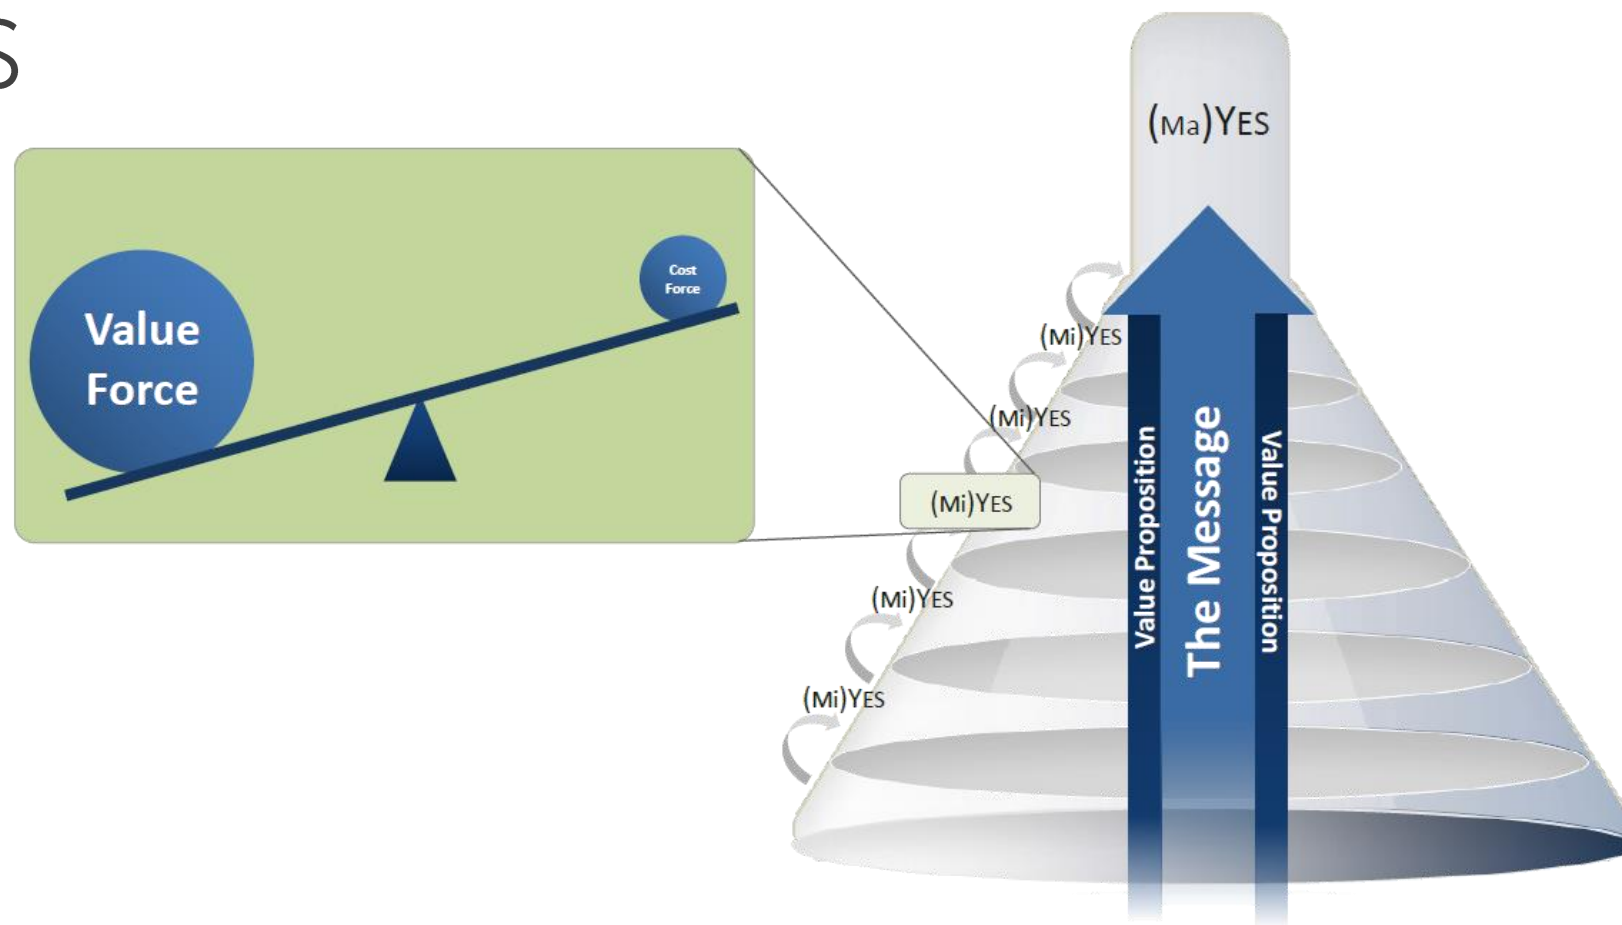 S
Value
Force
Cost
Force
(Ma)YES
(Mi)YES
(Mi)YES
(Mi)YES
(Mi)YES
(Mi)YES
Value Proposition
The Message
Value Proposition